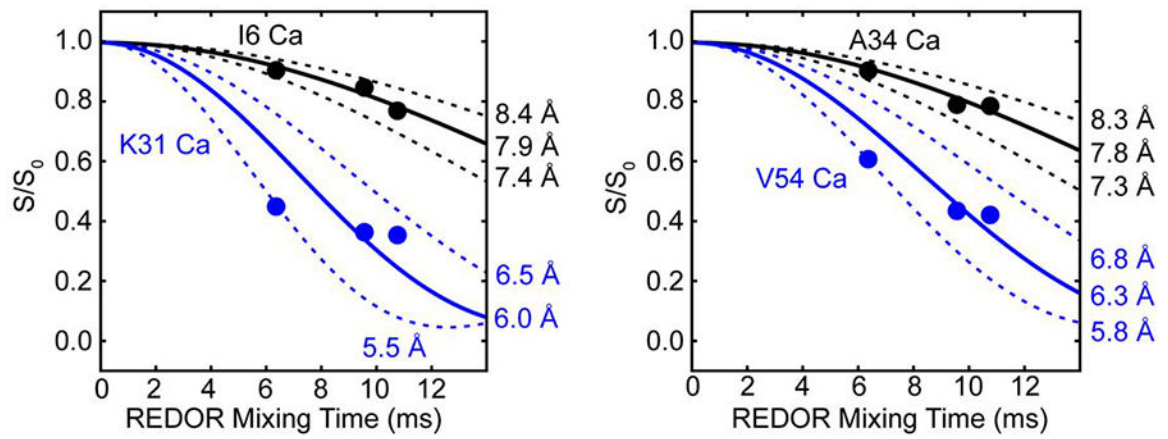 I6 Ca
K31 Ca
1.0
0.8
0.6
0.4
0.2
0.0
S/S0
0
2
4
6
8
10
12
REDOR Mixing Time (ms)
8.4 Å
7.9 Å
7.4 Å
6.5 Å
6.0 Å
5.5 Å
A34 Ca
V54 Ca
1.0
0.8
0.6
0.4
0.2
0.0
S/S0
0
2
4
6
8
10
12
REDOR Mixing Time (ms)
8.3 Å
7.8 Å
7.3 Å
6.8 Å
6.3 Å
5.8 Å